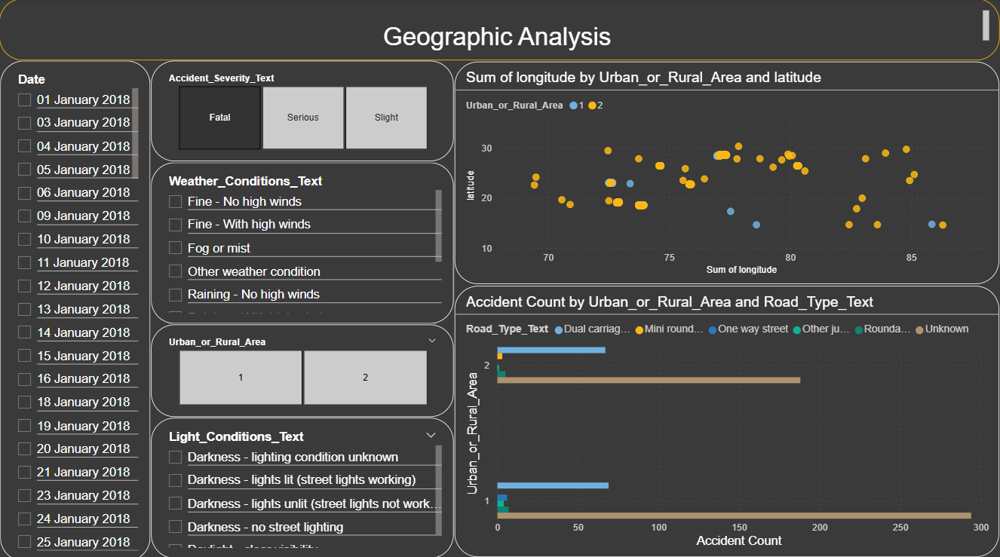 Geographic Analysis
Date
01 January 2018
03 January 2018
04 January 2018
05 January 2018
06 January 2018
09 January 2018
10 January 2018
11 January 2018
12 January 2018
13 January 2018
14 January 2018
15 January 2018
16 January 2018
18 January 2018
19 January 2018
20 January 2018
21 January 2018
23 January 2018
24 January 2018
25 January 2018
Accident_Severity_Text
Fatal Serious Slight
Weather_Conditions_Text
Fine - No high winds
Fine - With high winds
Fog or mist
Other weather condition
Raining - No high winds
Urban_or_Rural_Area
1 2
Light_Conditions_Text
Darkness - lighting condition unknown
Darkness - lights lit (street lights working)
Darkness - lights unlit (street lights not work...
Darkness - no street lighting
Sum of longitude by Urban_or_Rural_Area and latitude
Urban_or_Rural_Area 1 2
latitude
30
20
10
70 75 80 85
Sum of longitude
Accident Count by Urban_or_Rural_Area and Road_Type_Text
Road_Type_Text Dual carriag... Mini round... One way street Other ju... Rounda... Unknown
Urban_or_Rural_Area
2
1
0 50 100 150 200 250 300
Accident Count